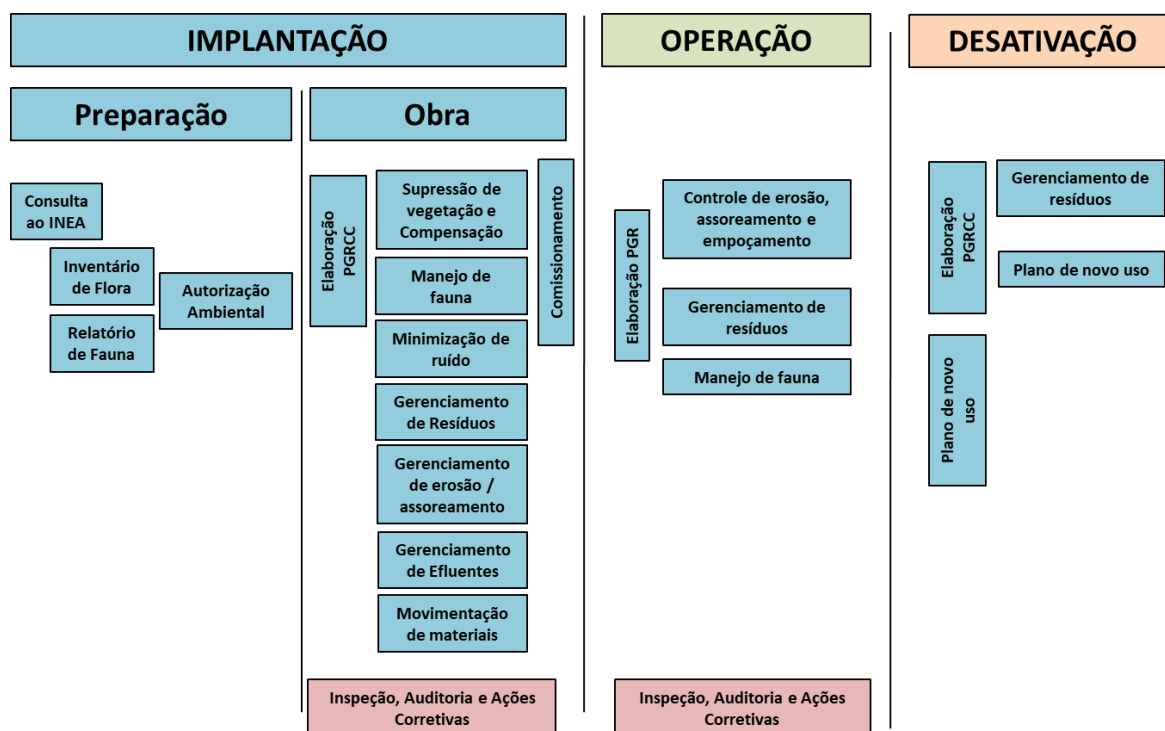 IMPLANTAÇÃO
Preparação
Consulta
ao INEA
Inventário
de Flora
Relatório
de Fauna
Autorização
Ambiental
Obra
Elaboração
PGRCC
Supressão de
vegetação e
Compensação
Manejo de
fauna
Minimização de
ruído
Gerenciamento
de Resíduos
Gerenciamento
de erosão /
assoreamento
Gerenciamento
de Efluentes
Movimentação
de materiais
Comissionamento
Inspeção, Auditoria e Ações
Corretivas
OPERAÇÃO
Elaboração PGR
Controle de erosão,
assoreamento e
empoçamento
Gerenciamento de
resíduos
Manejo de fauna
Inspeção, Auditoria e Ações
Corretivas
DESATIVAÇÃO
Elaboração
PGRCC
Gerenciamento de
resíduos
Plano de novo uso
Plano de novo
uso